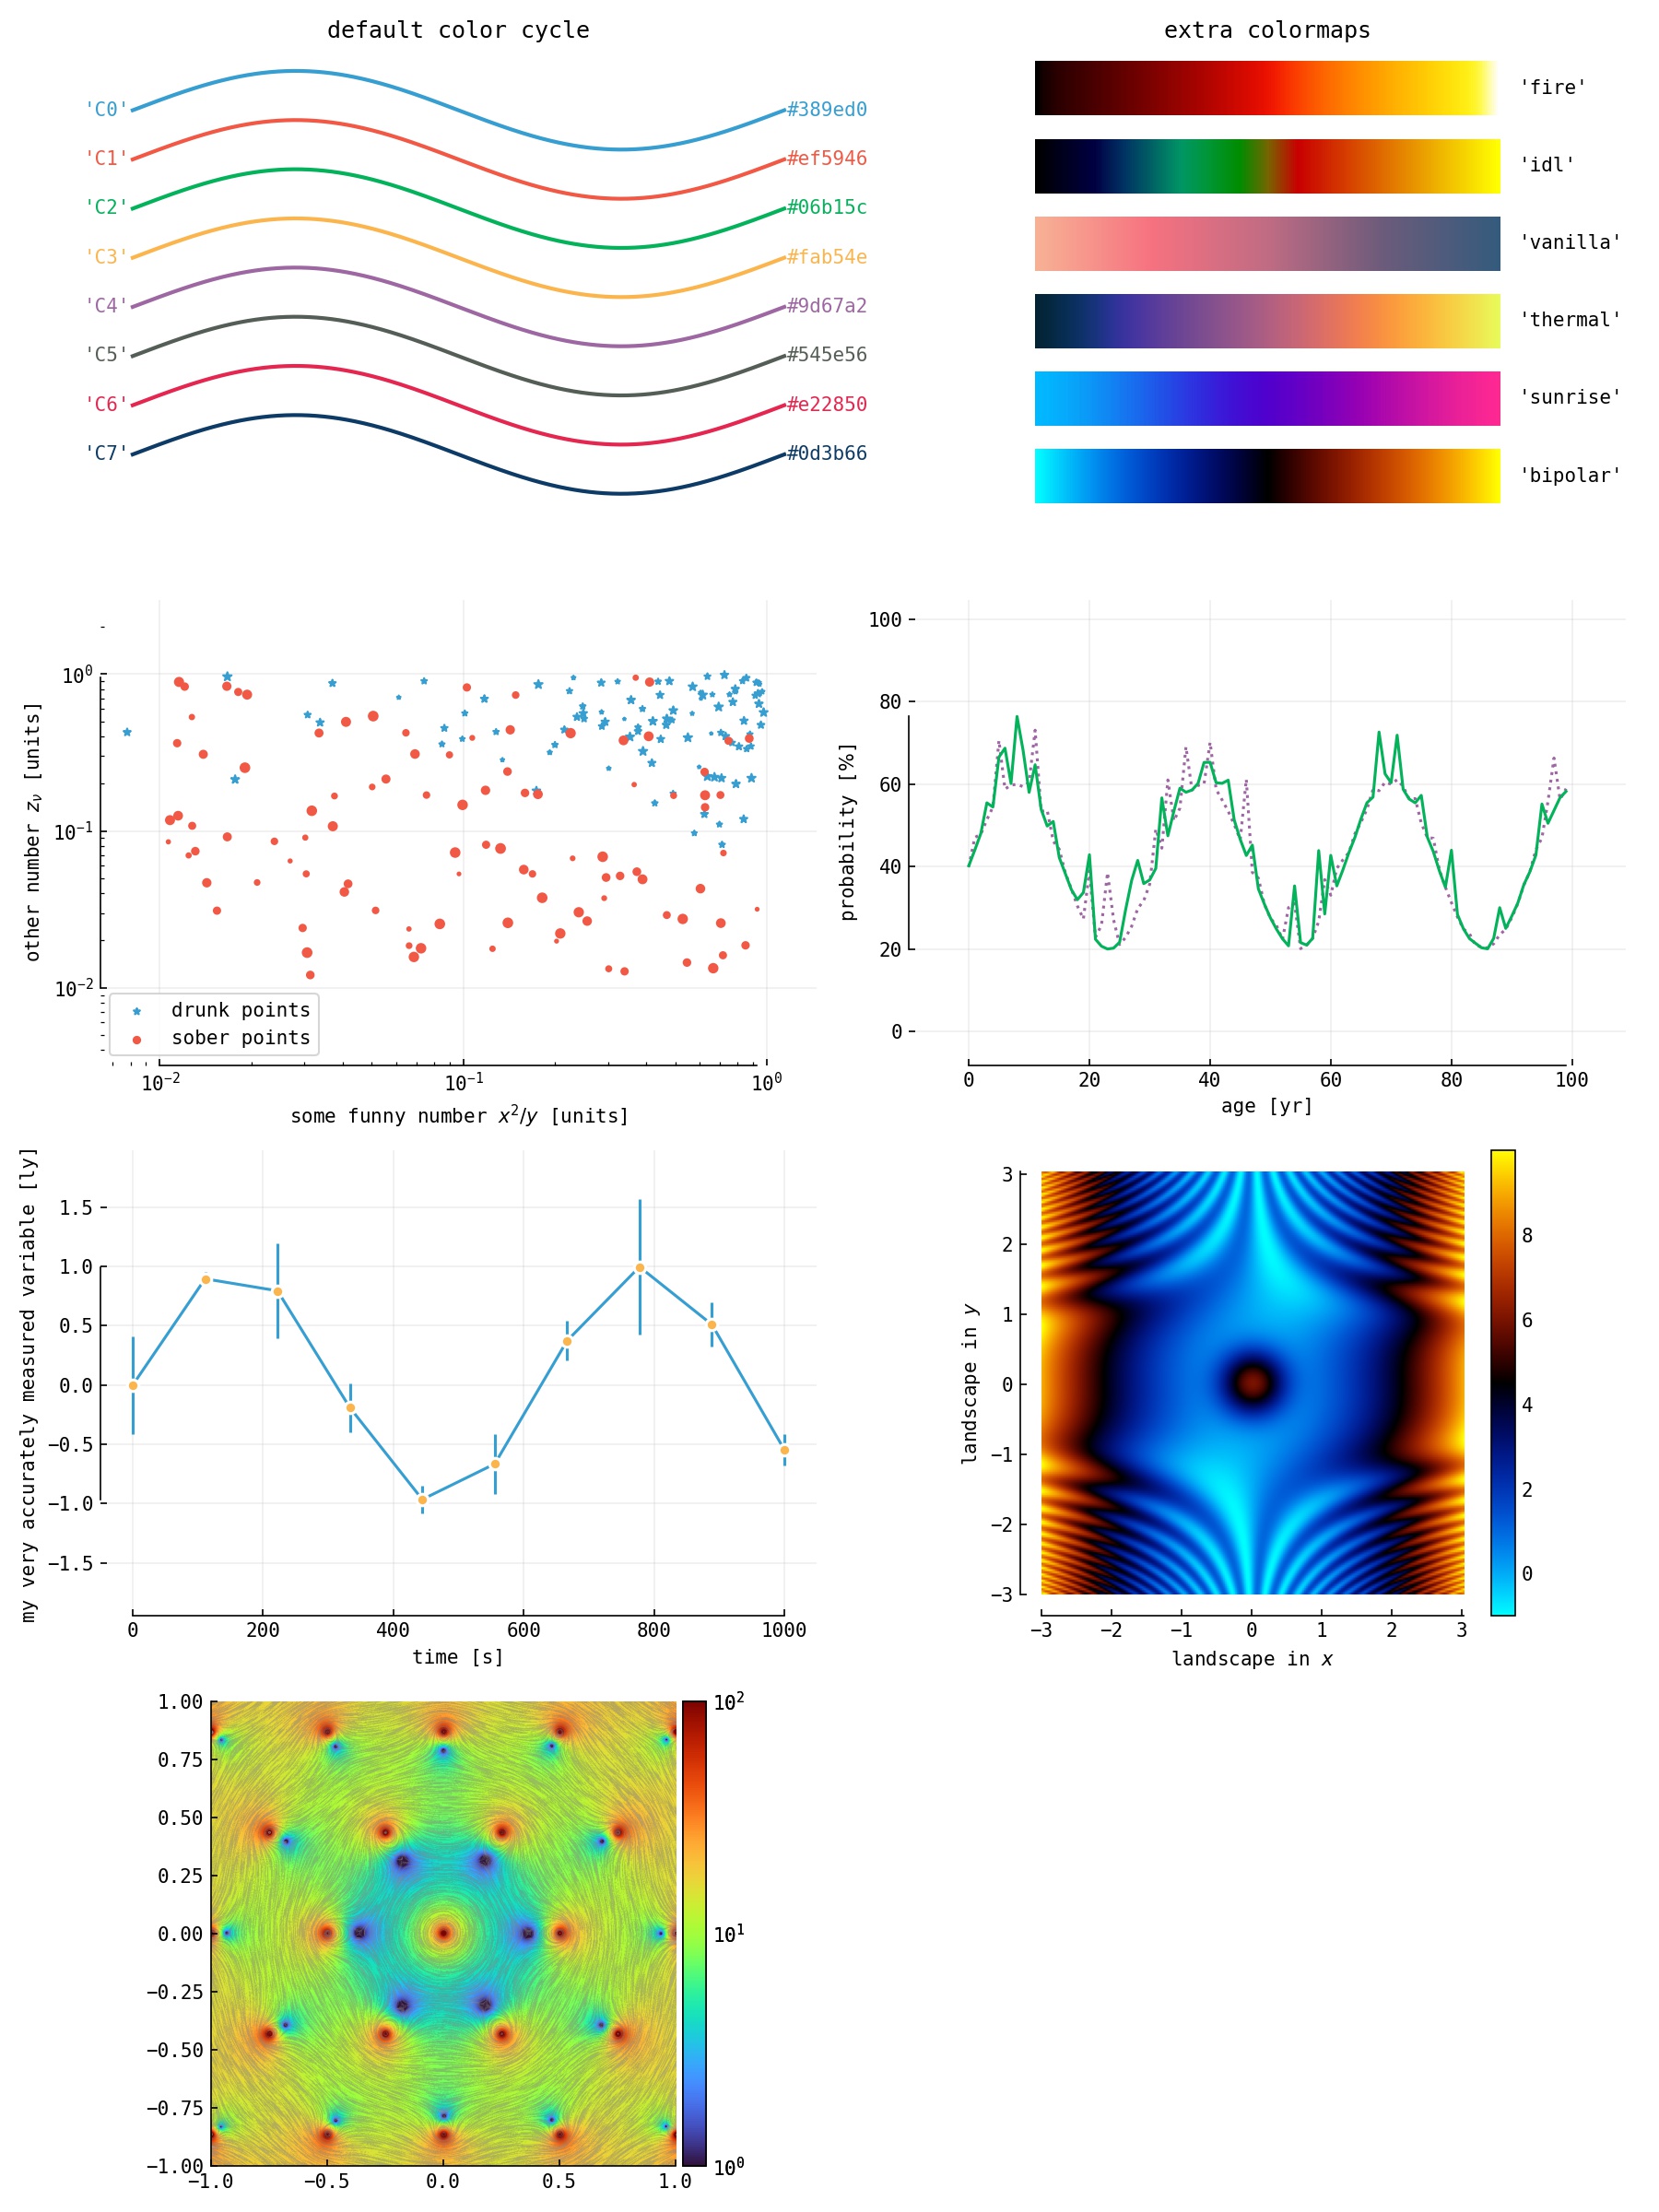 default color cycle
'C0' #389ed0
'C1' #ef5946
'C2' #06b15c
'C3' #fab54e
'C4' #9d67a2
'C5' #545e56
'C6' #e22850
'C7' #0d3b66
extra colormaps
'fire'
'idl'
'vanilla'
'thermal'
'sunrise'
'bipolar'
other number z_ν [units]
10⁰
10⁻¹
10⁻²
drunk points
sober points
10⁻² 10⁻¹ 10⁰
some funny number x²/y [units]
probability [%]
100
80
60
40
20
0
0 20 40 60 80 100
age [yr]
my very accurately measured variable [ly]
1.5
1.0
0.5
0.0
−0.5
−1.0
−1.5
0 200 400 600 800 1000
time [s]
landscape in y
3
2
1
0
−1
−2
−3
−3 −2 −1 0 1 2 3
landscape in x
8
6
4
2
0
1.00
0.75
0.50
0.25
0.00
−0.25
−0.50
−0.75
−1.00
−1.0 −0.5 0.0 0.5 1.0
10²
10¹
10⁰